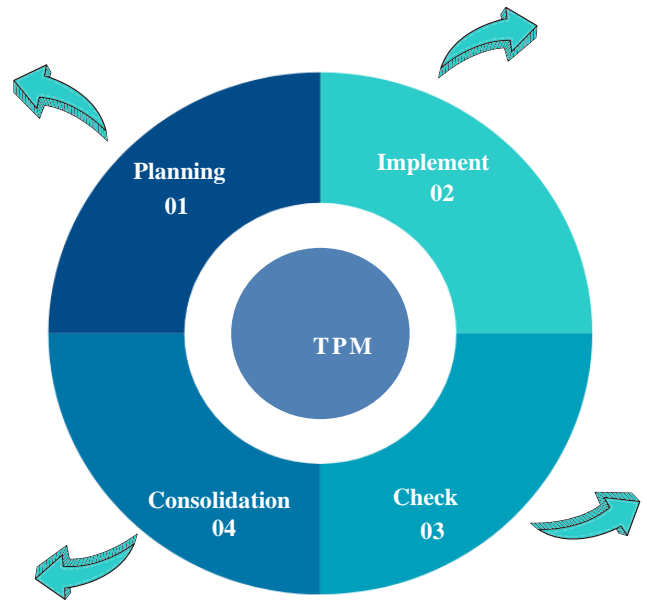 Planning
01
Implement
02
TPM
Consolidation
04
Check
03